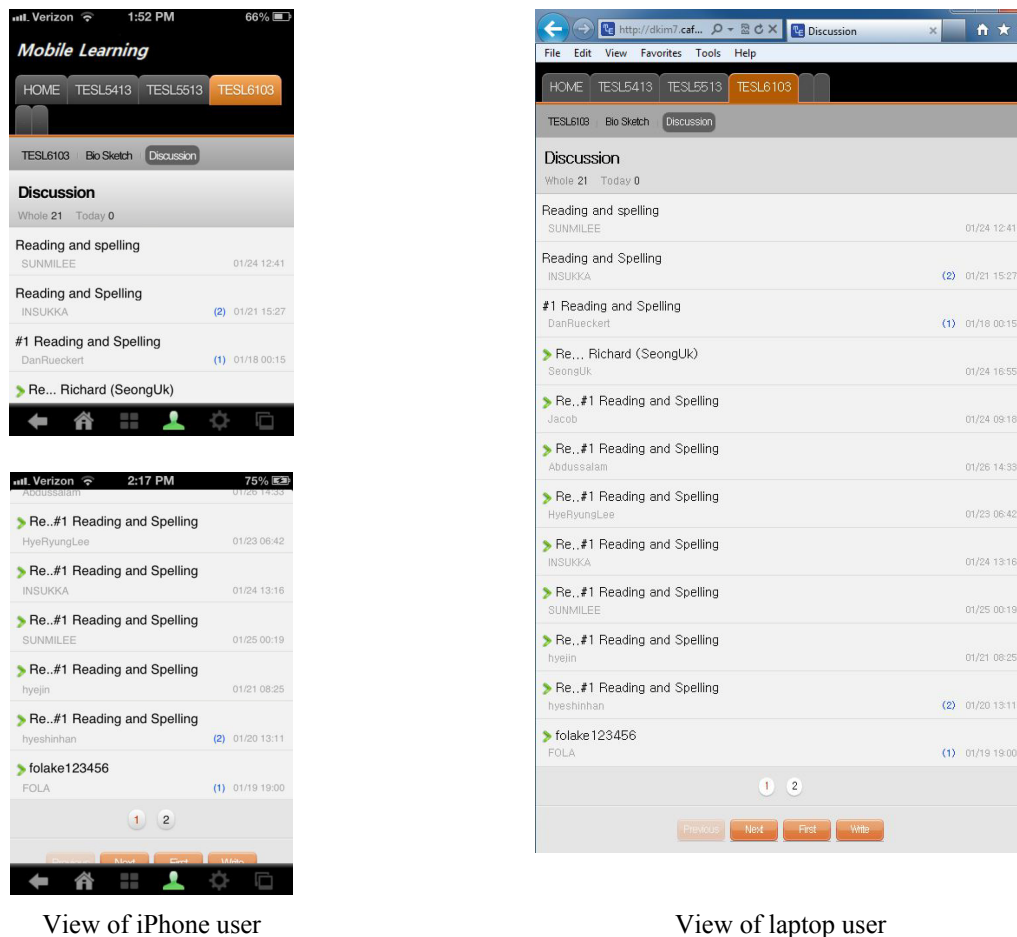 Verizon 1:52 PM 66%
Mobile Learning
HOME TESL5413 TESL5513 TESL6103
TESL6103 Bio Sketch Discussion
Discussion
Whole 21 Today 0
Reading and spelling
SUNMILEE 01/24 12:41
Reading and Spelling
INSUKKA (2) 01/21 15:27
#1 Reading and Spelling
DanRueckert (1) 01/18 00:15
Re... Richard (SeongUk)
Verizon 2:17 PM 75%
Abdussalam 01/26 14:33
Re..#1 Reading and Spelling
HyeRyungLee 01/23 06:42
Re..#1 Reading and Spelling
INSUKKA 01/24 13:16
Re..#1 Reading and Spelling
SUNMILEE 01/25 00:19
Re..#1 Reading and Spelling
hyejin 01/21 08:25
Re..#1 Reading and Spelling
hyeshinhan (2) 01/20 13:11
folake123456
FOLA (1) 01/19 19:00
1 2
Previous Next First Write
View of iPhone user
http://dkim7.caf... Discussion
File Edit View Favorites Tools Help
HOME TESL5413 TESL5513 TESL6103
TESL6103 Bio Sketch Discussion
Discussion
Whole 21 Today 0
Reading and spelling
SUNMILEE 01/24 12:41
Reading and Spelling
INSUKKA (2) 01/21 15:27
#1 Reading and Spelling
DanRueckert (1) 01/18 00:15
Re... Richard (SeongUk)
SeongUk 01/24 16:55
Re..#1 Reading and Spelling
Jacob 01/24 09:18
Re..#1 Reading and Spelling
Abdussalam 01/26 14:33
Re..#1 Reading and Spelling
HyeRyungLee 01/23 06:42
Re..#1 Reading and Spelling
INSUKKA 01/24 13:16
Re..#1 Reading and Spelling
SUNMILEE 01/25 00:19
Re..#1 Reading and Spelling
hyejin 01/21 08:25
Re..#1 Reading and Spelling
hyeshinhan (2) 01/20 13:11
folake123456
FOLA (1) 01/19 19:00
1 2
Previous Next First Write
View of laptop user